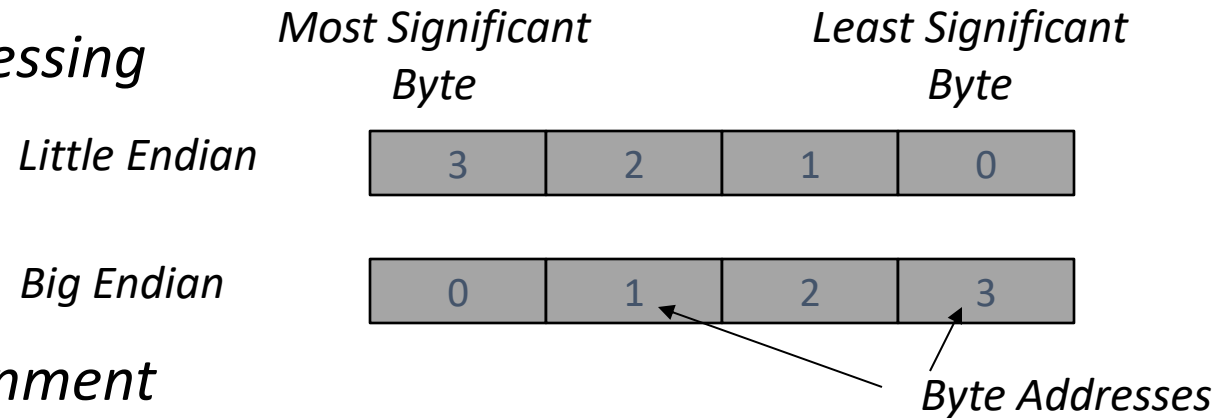 essing
Most Significant
Byte
Least Significant
Byte
Little Endian
3 2 1 0
Big Endian
0 1 2 3
nment
Byte Addresses